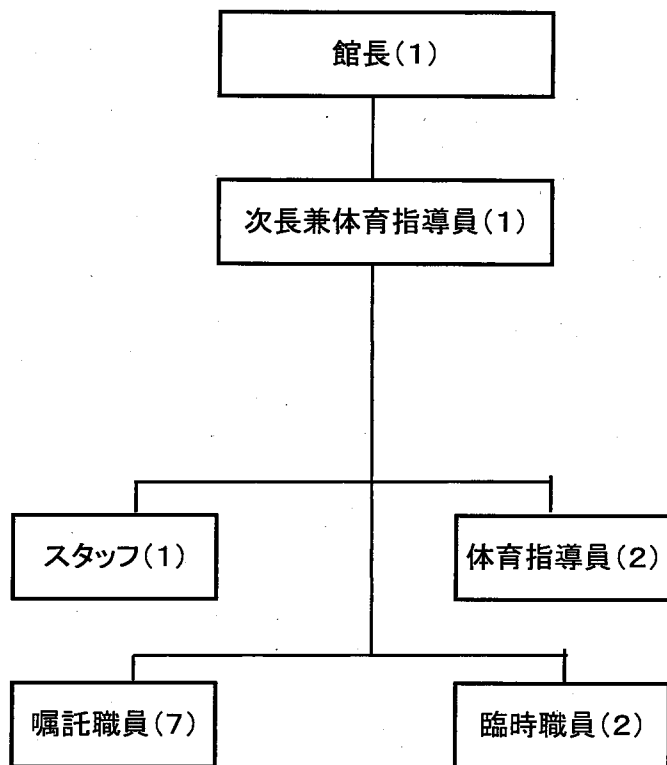 館長(1)
次長兼体育指導員(1)
スタッフ(1)
体育指導員(2)
嘱託職員(7)
臨時職員(2)